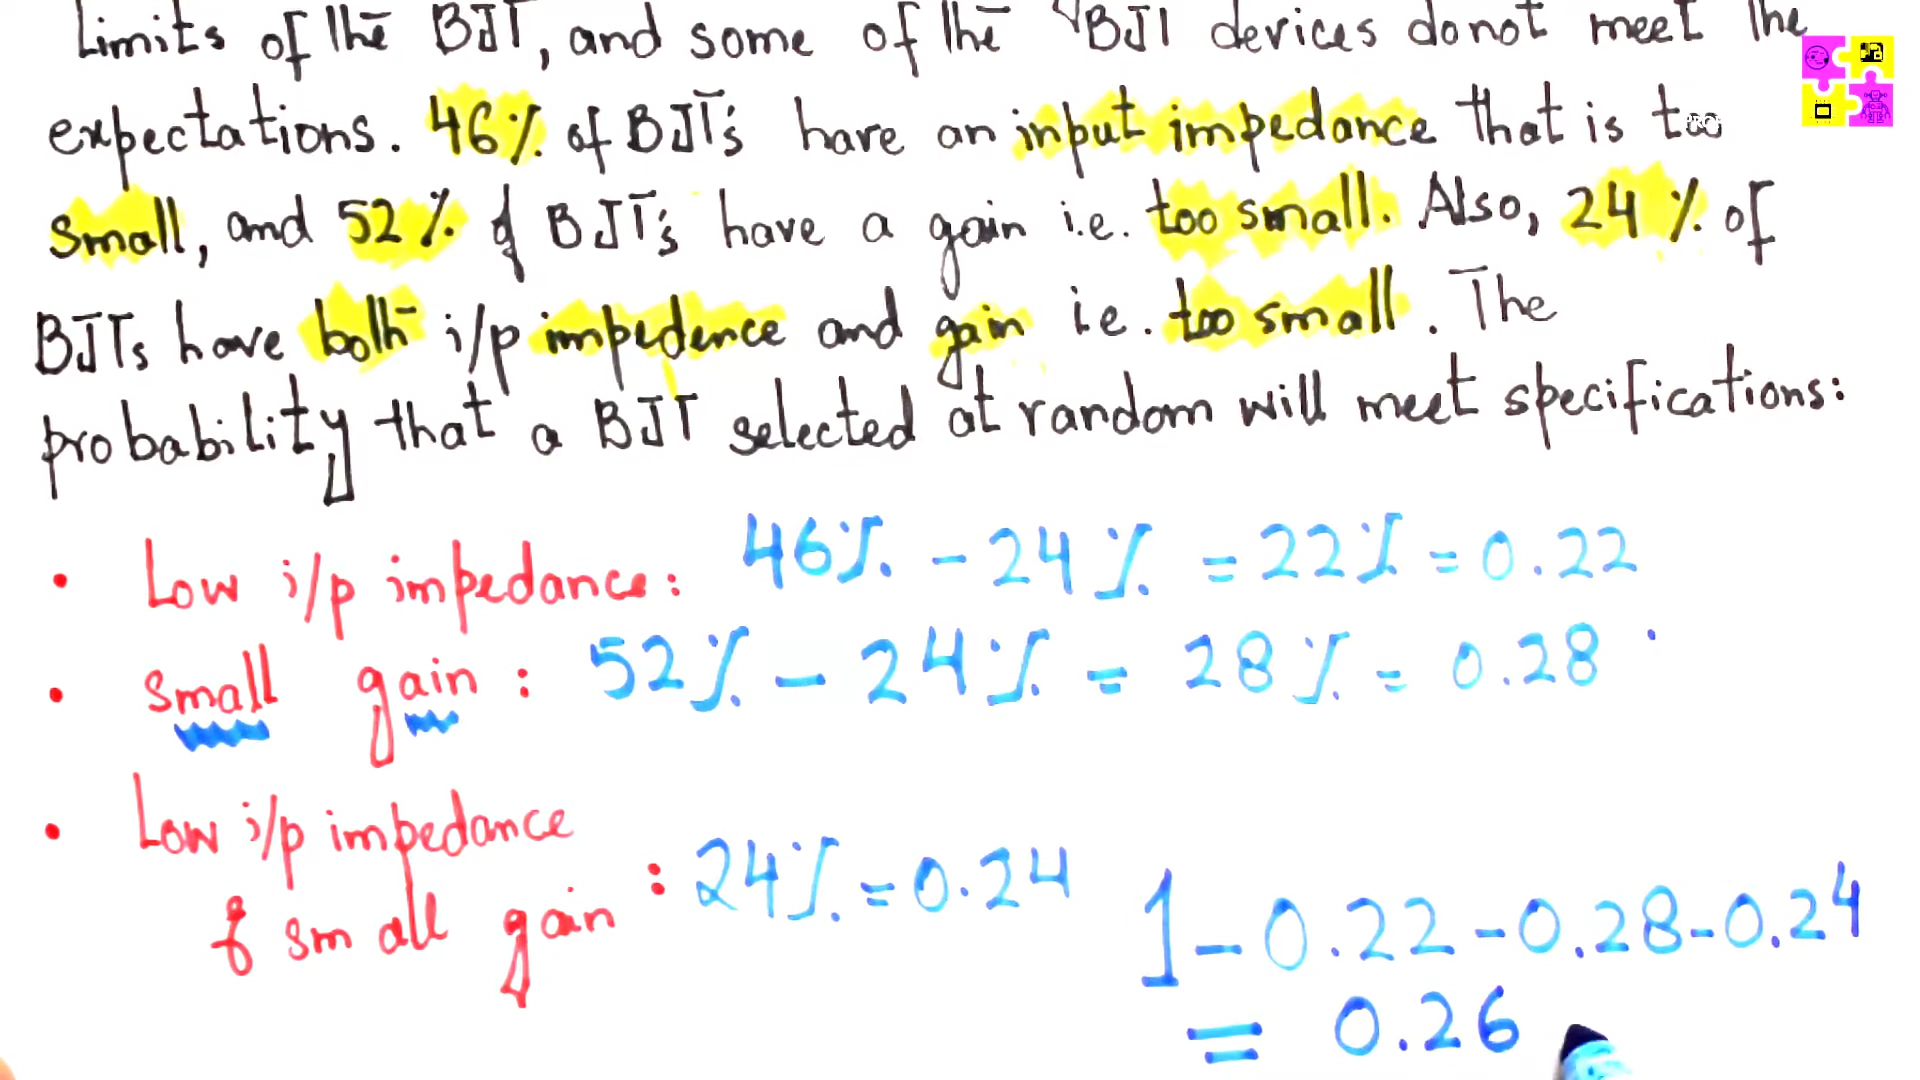 Limits of the BJT, and some of the BJT devices donot meet the
expectations. 46% of BJT's have an input impedance that is too
small, and 52% of BJT's have a gain i.e. too small. Also, 24% of
BJTs have both i/p impedence and gain i.e. too small. The
probability that a BJT selected at random will meet specifications:
• Low i/p impedance: 46% - 24% = 22% = 0.22
• small gain: 52% - 24% = 28% = 0.28
• Low i/p impedance
& small gain : 24% = 0.24
1 - 0.22 - 0.28 - 0.24
= 0.26